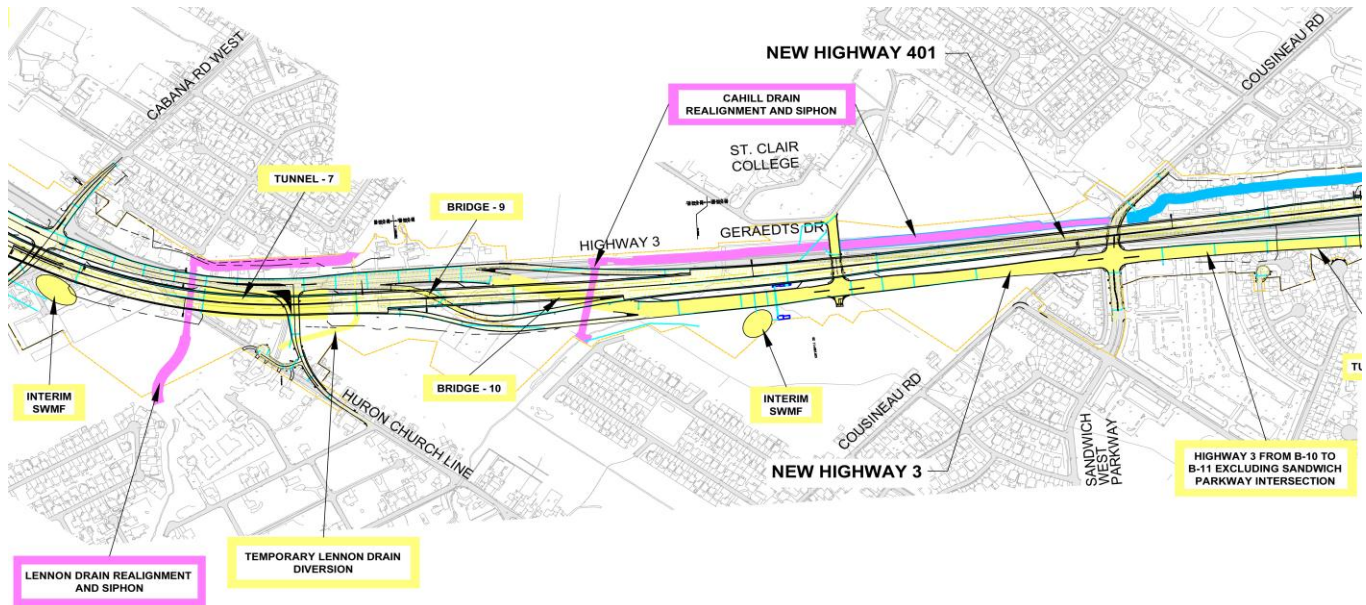 COUSINEAU RD
CABANA RD WEST
NEW HIGHWAY 401
CAHILL DRAIN
REALIGNMENT AND SIPHON
ST. CLAIR
COLLEGE
TUNNEL - 7
BRIDGE - 9
HIGHWAY 3
GERAEDTS DR
INTERIM
SWMF
BRIDGE - 10
HURON CHURCH LINE
INTERIM
SWMF
COUSINEAU RD
NEW HIGHWAY 3
SANDWICH
WEST
PARKWAY
HIGHWAY 3 FROM B-10 TO
B-11 EXCLUDING SANDWICH
PARKWAY INTERSECTION
TU
LENNON DRAIN REALIGNMENT
AND SIPHON
TEMPORARY LENNON DRAIN
DIVERSION